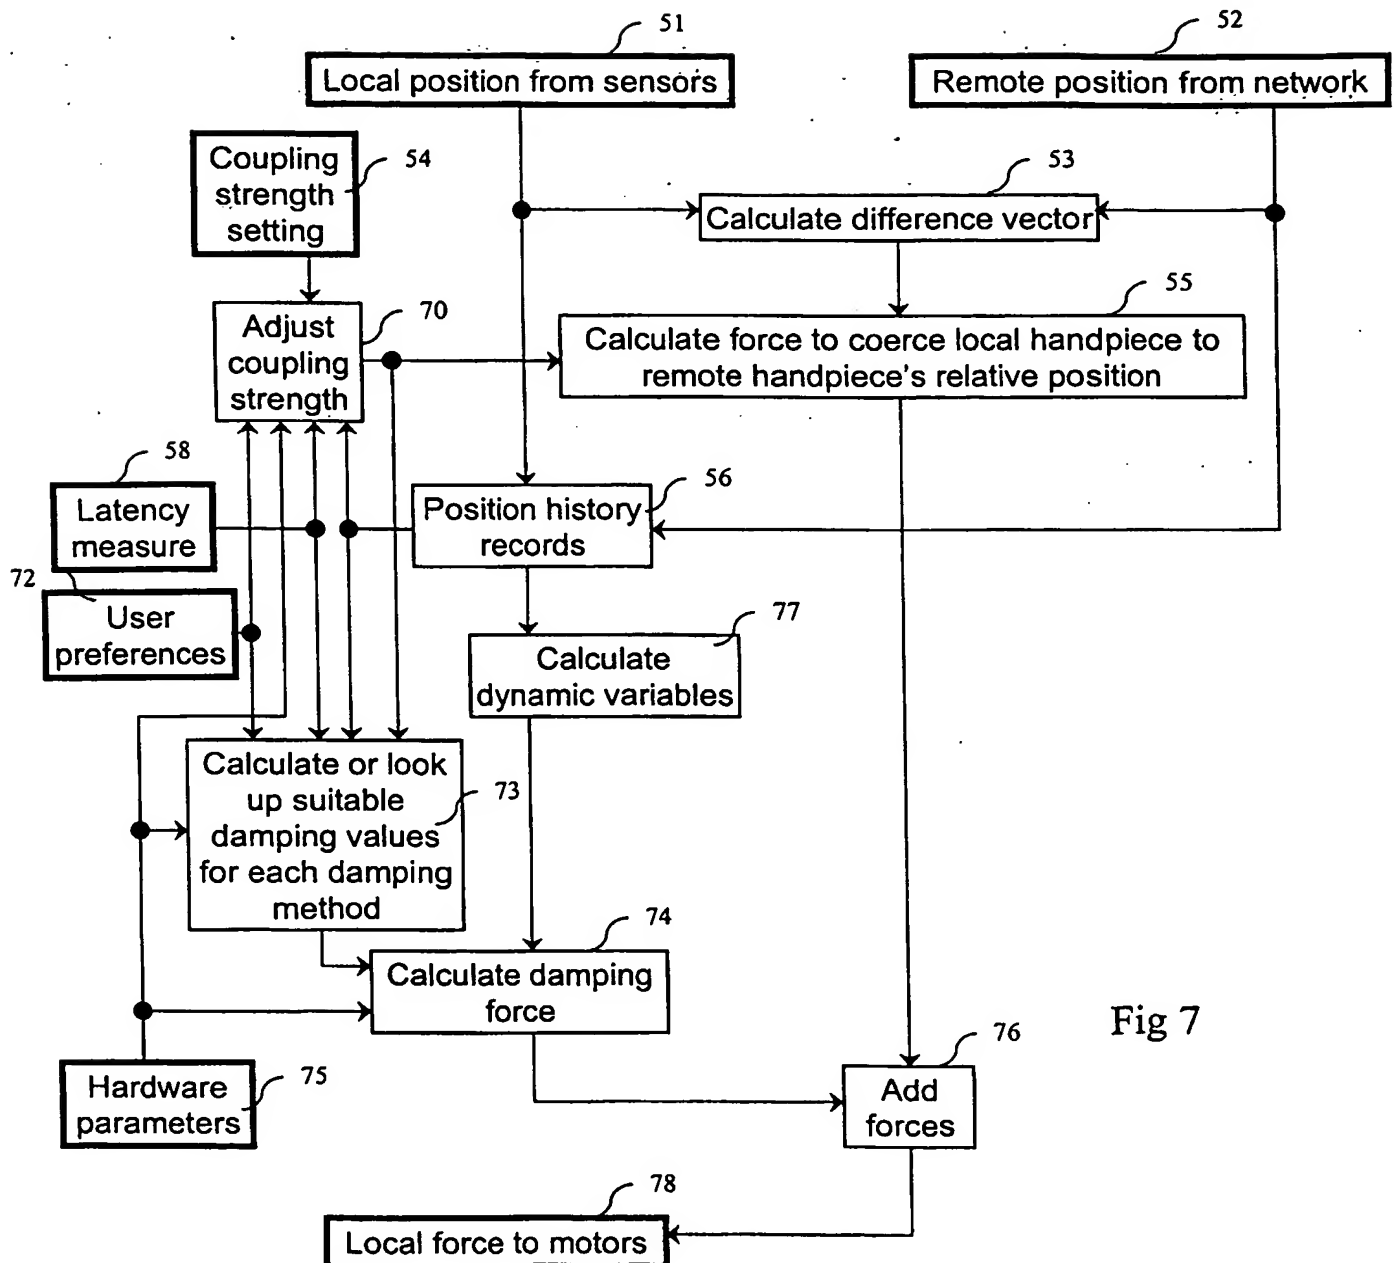 51
52
Local position from sensors
Remote position from network
Coupling
strength
setting
54
53
Calculate difference vector
55
Adjust
coupling
strength
70
Calculate force to coerce local handpiece to
remote handpiece's relative position
58
Latency
measure
56
Position history
records
72
User
preferences
77
Calculate
dynamic variables
Calculate or look
up suitable
damping values
for each damping
method
73
74
Calculate damping
force
Fig 7
Hardware
parameters
75
76
Add
forces
78
Local force to motors